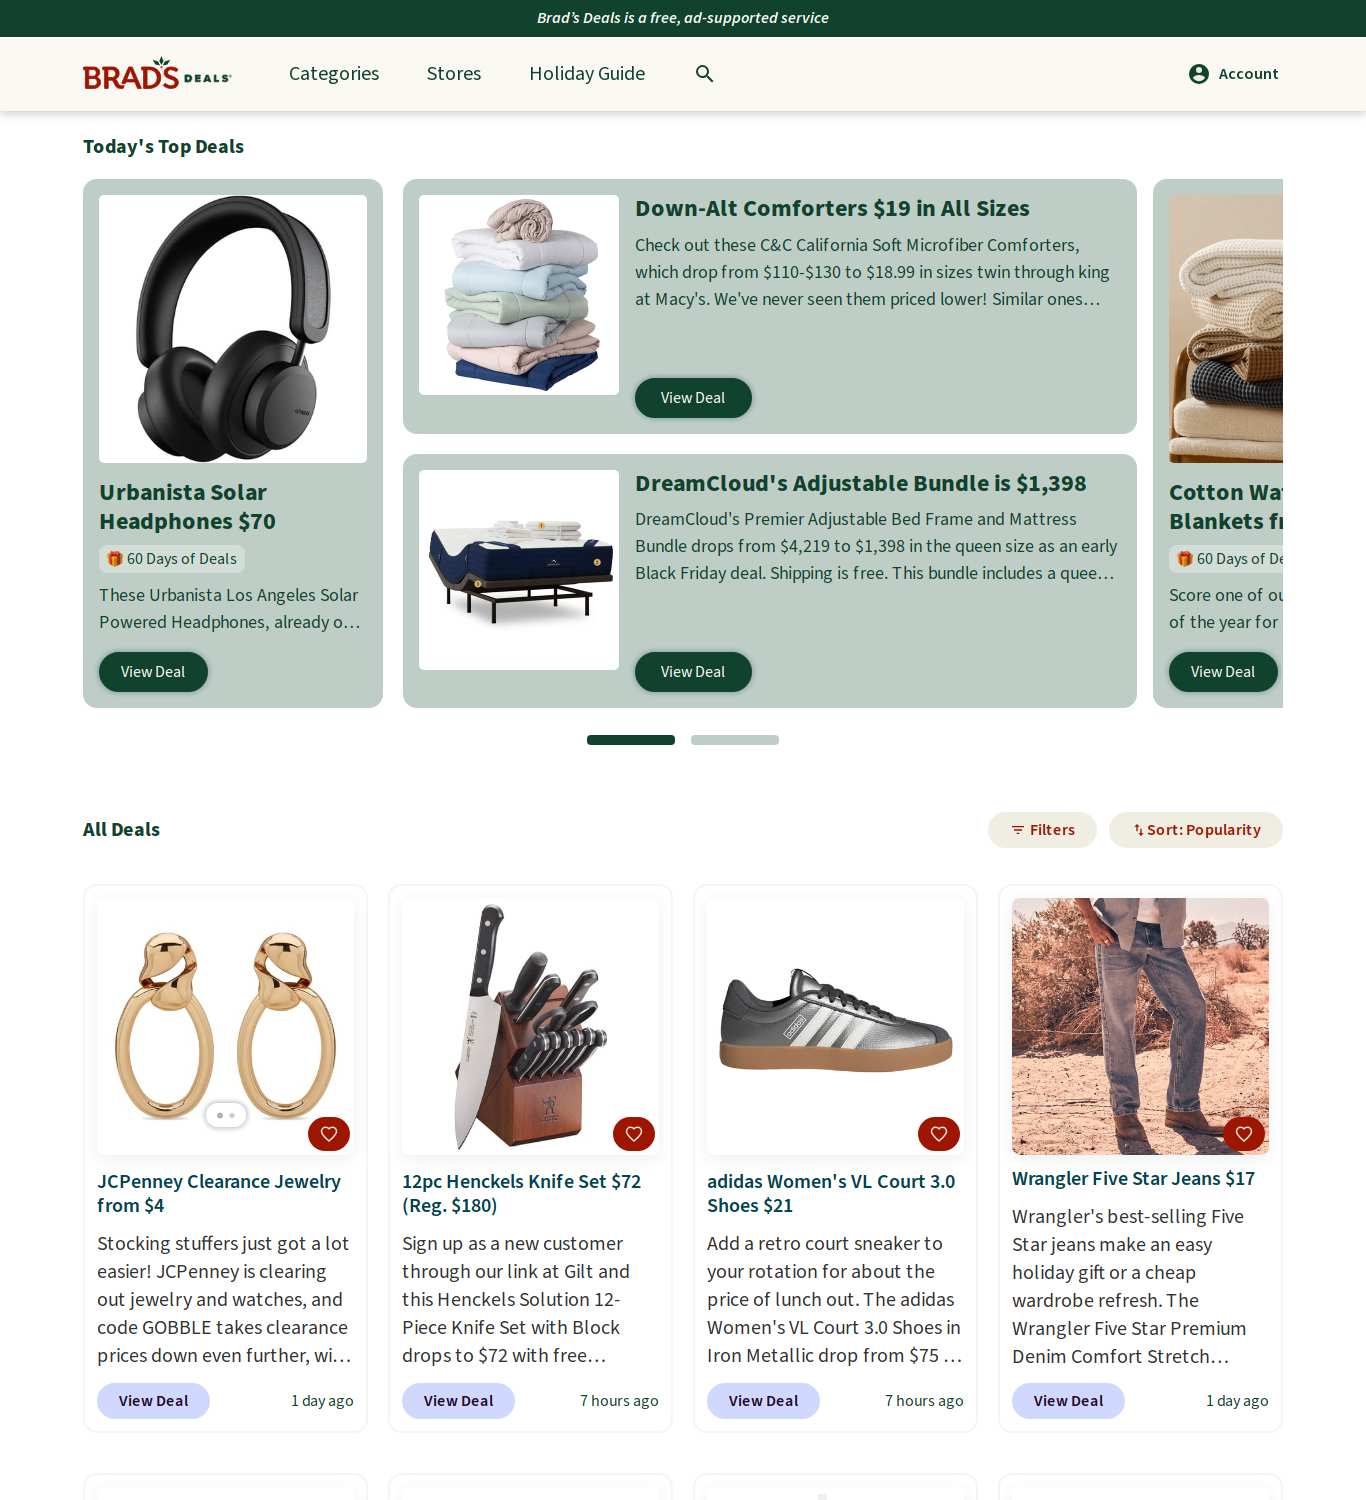 Brad's Deals is a free, ad-supported service
BRAD'S DEALS
Categories
Stores
Holiday Guide
Account
Today's Top Deals
Urbanista Solar
Headphones $70
🎁 60 Days of Deals
These Urbanista Los Angeles Solar
Powered Headphones, already o…
View Deal
Down-Alt Comforters $19 in All Sizes
Check out these C&C California Soft Microfiber Comforters,
which drop from $110-$130 to $18.99 in sizes twin through king
at Macy's. We've never seen them priced lower! Similar ones…
View Deal
DreamCloud's Adjustable Bundle is $1,398
DreamCloud's Premier Adjustable Bed Frame and Mattress
Bundle drops from $4,219 to $1,398 in the queen size as an early
Black Friday deal. Shipping is free. This bundle includes a quee…
View Deal
Cotton Waf
Blankets fr
🎁 60 Days of De
Score one of ou
of the year for
View Deal
All Deals
Filters
Sort: Popularity
JCPenney Clearance Jewelry
from $4
Stocking stuffers just got a lot
easier! JCPenney is clearing
out jewelry and watches, and
code GOBBLE takes clearance
prices down even further, wi…
View Deal
1 day ago
12pc Henckels Knife Set $72
(Reg. $180)
Sign up as a new customer
through our link at Gilt and
this Henckels Solution 12-
Piece Knife Set with Block
drops to $72 with free…
View Deal
7 hours ago
adidas
adidas Women's VL Court 3.0
Shoes $21
Add a retro court sneaker to
your rotation for about the
price of lunch out. The adidas
Women's VL Court 3.0 Shoes in
Iron Metallic drop from $75 …
View Deal
7 hours ago
Wrangler Five Star Jeans $17
Wrangler's best-selling Five
Star jeans make an easy
holiday gift or a cheap
wardrobe refresh. The
Wrangler Five Star Premium
Denim Comfort Stretch…
View Deal
1 day ago